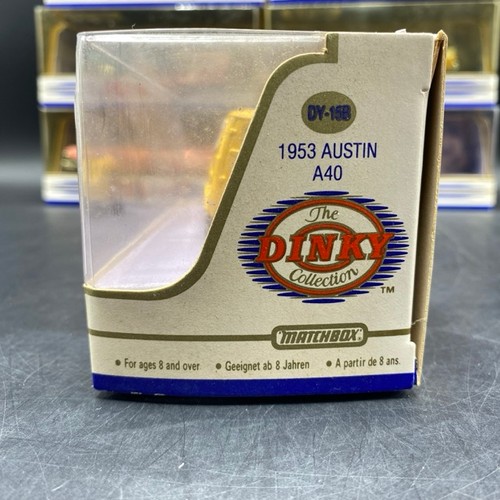 DY-15B
1953 AUSTIN
A40
The
DINKY
Collection
TM
MATCHBOX
• For ages 8 and over • Geeignet ab 8 Jahren • A partir de 8 ans.